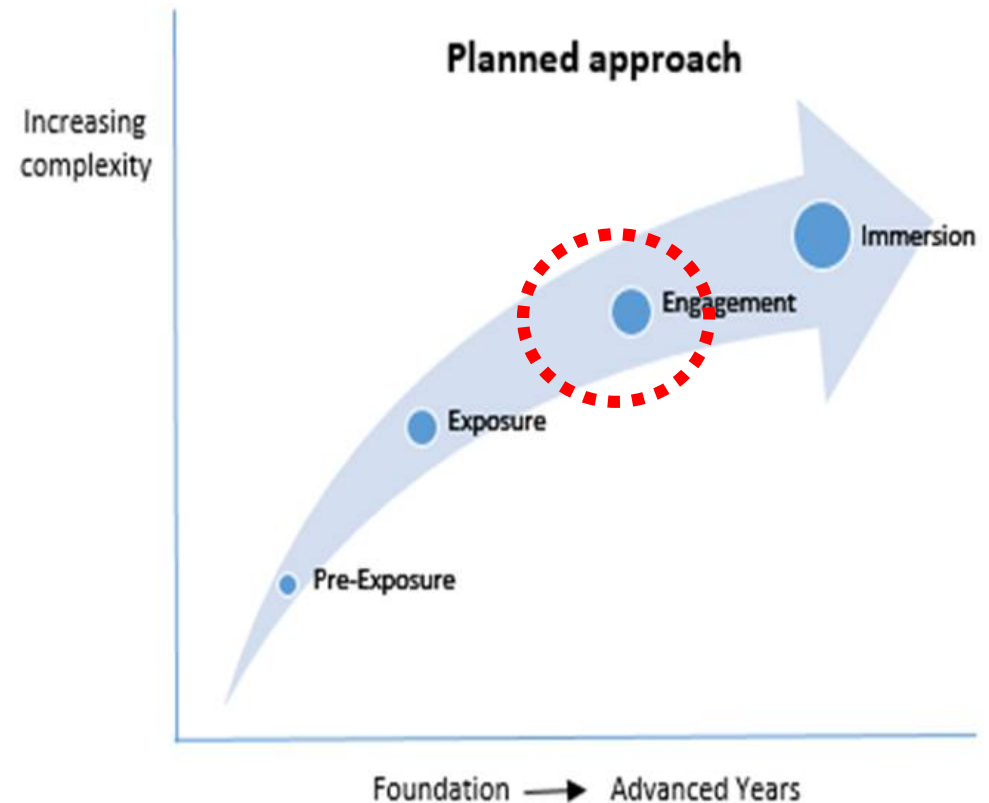 Planned approach
Increasing
complexity
Immersion
Engagement
Exposure
Pre-Exposure
Foundation → Advanced Years